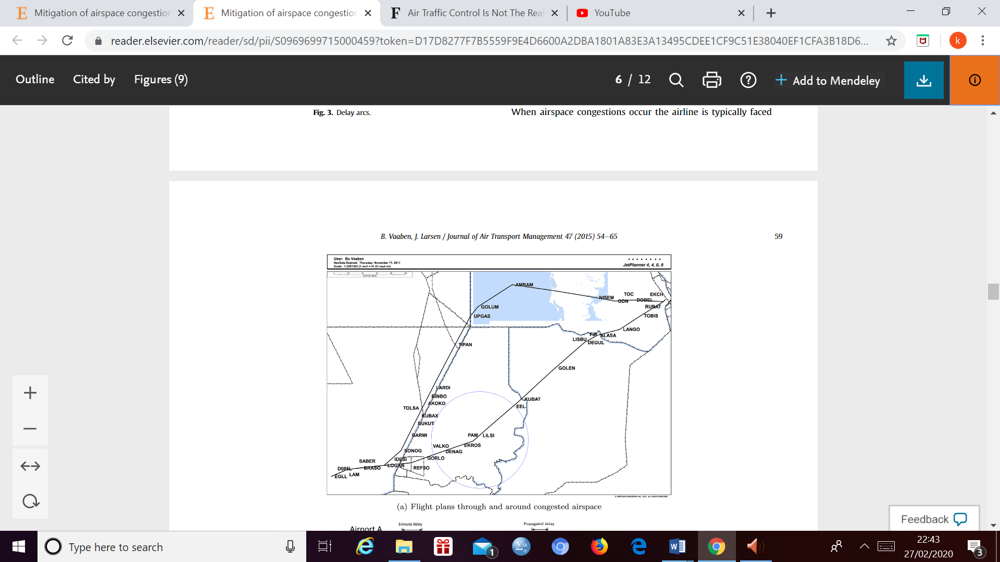 Mitigation of airspace congestion
Mitigation of airspace congestion
Air Traffic Control Is Not The Real
YouTube
reader.elsevier.com/reader/sd/pii/S0969699715000459?token=D17D8277F7B5559F9E4D6600A2DBA1801A83E3A13495CDEE1CF9C51E38040EF1CFA3B18D6...
k
Outline
Cited by
Figures (9)
6 / 12
+ Add to Mendeley
Fig. 3. Delay arcs.
When airspace congestions occur the airline is typically faced
B. Vaaben, J. Larsen / Journal of Air Transport Management 47 (2015) 54–65
59
User: Bo Vaaben
NavData Expired: Thursday, November 17, 2011
Scale: 1:2991363 (1 inch = 41.03 naut mi)
JetPlanner 4, 4, 0, 0
AMRAM
NISEM
TOC
EKCH
ODN
DOBEL
RUBAT
TOBIS
GOLUM
UPGAS
LANGO
FIR
ALASA
LISBU
DEGUL
TIPAN
GOLEN
LARDI
BINBO
AKOKO
KUBAT
TOLSA
EEL
KUBAX
BUKUT
BARMI
PAM
LILSI
VALKO
EKROS
SONOG
DENAG
GORLO
SABER
IDESI
D085L
BRASO
LOGAN
REFSO
EGLL
LAM
(a) Flight plans through and around congested airspace
Airport A
Enroute delay
Propagated delay
Feedback
Type here to search
1
22:43
27/02/2020
3